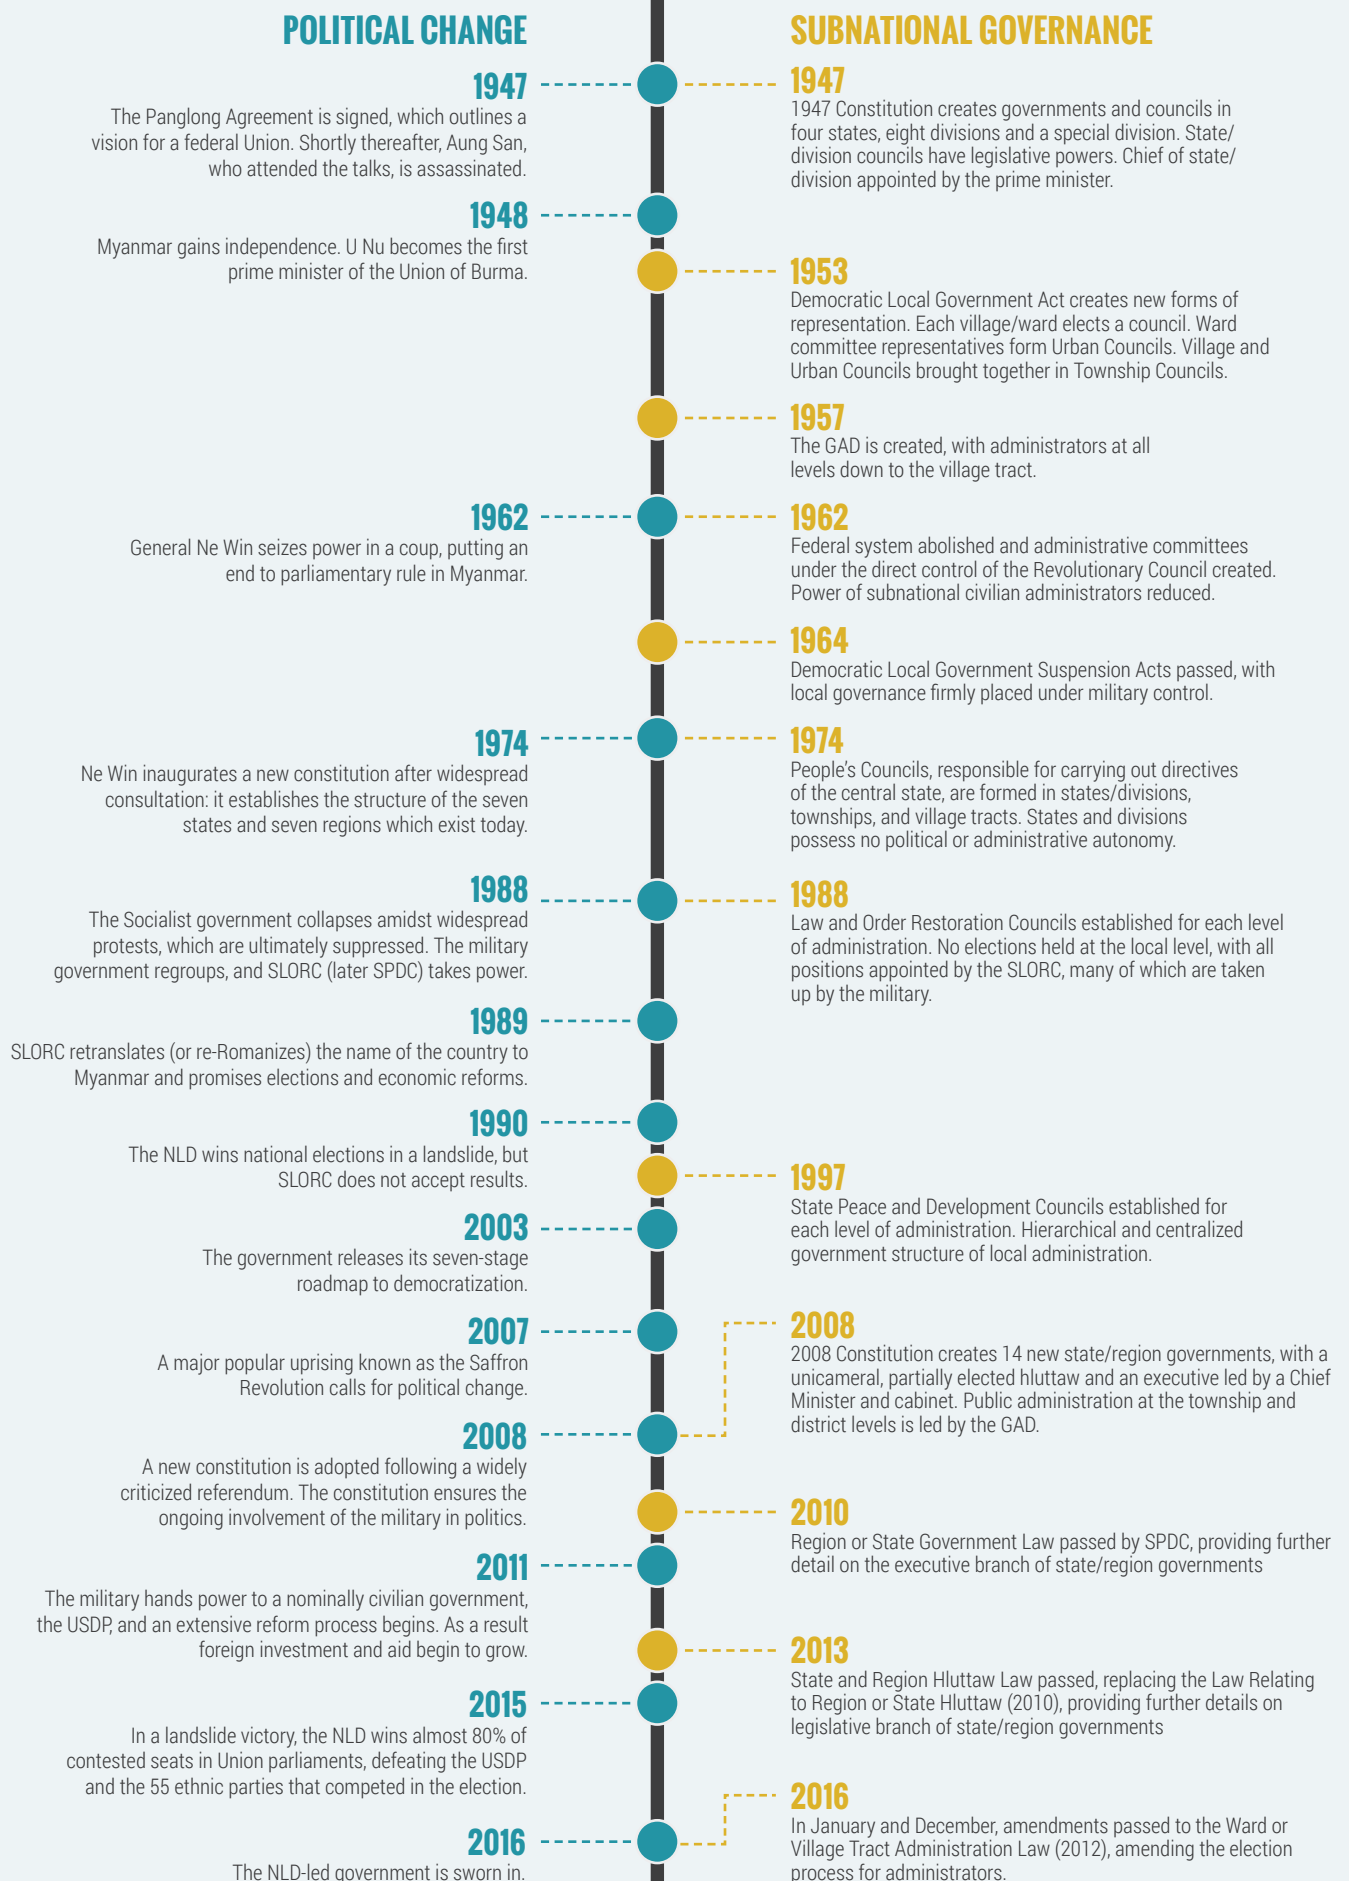 POLITICAL CHANGE
1947
The Panglong Agreement is signed, which outlines a
vision for a federal Union. Shortly thereafter, Aung San,
who attended the talks, is assassinated.
1948
Myanmar gains independence. U Nu becomes the first
prime minister of the Union of Burma.
1962
General Ne Win seizes power in a coup, putting an
end to parliamentary rule in Myanmar.
1974
Ne Win inaugurates a new constitution after widespread
consultation: it establishes the structure of the seven
states and seven regions which exist today.
1988
The Socialist government collapses amidst widespread
protests, which are ultimately suppressed. The military
government regroups, and SLORC (later SPDC) takes power.
1989
SLORC retranslates (or re-Romanizes) the name of the country to
Myanmar and promises elections and economic reforms.
1990
The NLD wins national elections in a landslide, but
SLORC does not accept results.
2003
The government releases its seven-stage
roadmap to democratization.
2007
A major popular uprising known as the Saffron
Revolution calls for political change.
2008
A new constitution is adopted following a widely
criticized referendum. The constitution ensures the
ongoing involvement of the military in politics.
2011
The military hands power to a nominally civilian government,
the USDP, and an extensive reform process begins. As a result
foreign investment and aid begin to grow.
2015
In a landslide victory, the NLD wins almost 80% of
contested seats in Union parliaments, defeating the USDP
and the 55 ethnic parties that competed in the election.
2016
The NLD-led government is sworn in.
SUBNATIONAL GOVERNANCE
1947
1947 Constitution creates governments and councils in
four states, eight divisions and a special division. State/
division councils have legislative powers. Chief of state/
division appointed by the prime minister.
1953
Democratic Local Government Act creates new forms of
representation. Each village/ward elects a council. Ward
committee representatives form Urban Councils. Village and
Urban Councils brought together in Township Councils.
1957
The GAD is created, with administrators at all
levels down to the village tract.
1962
Federal system abolished and administrative committees
under the direct control of the Revolutionary Council created.
Power of subnational civilian administrators reduced.
1964
Democratic Local Government Suspension Acts passed, with
local governance firmly placed under military control.
1974
People's Councils, responsible for carrying out directives
of the central state, are formed in states/divisions,
townships, and village tracts. States and divisions
possess no political or administrative autonomy.
1988
Law and Order Restoration Councils established for each level
of administration. No elections held at the local level, with all
positions appointed by the SLORC, many of which are taken
up by the military.
1997
State Peace and Development Councils established for
each level of administration. Hierarchical and centralized
government structure of local administration.
2008
2008 Constitution creates 14 new state/region governments, with a
unicameral, partially elected hluttaw and an executive led by a Chief
Minister and cabinet. Public administration at the township and
district levels is led by the GAD.
2010
Region or State Government Law passed by SPDC, providing further
detail on the executive branch of state/region governments
2013
State and Region Hluttaw Law passed, replacing the Law Relating
to Region or State Hluttaw (2010), providing further details on
legislative branch of state/region governments
2016
In January and December, amendments passed to the Ward or
Village Tract Administration Law (2012), amending the election
process for administrators.